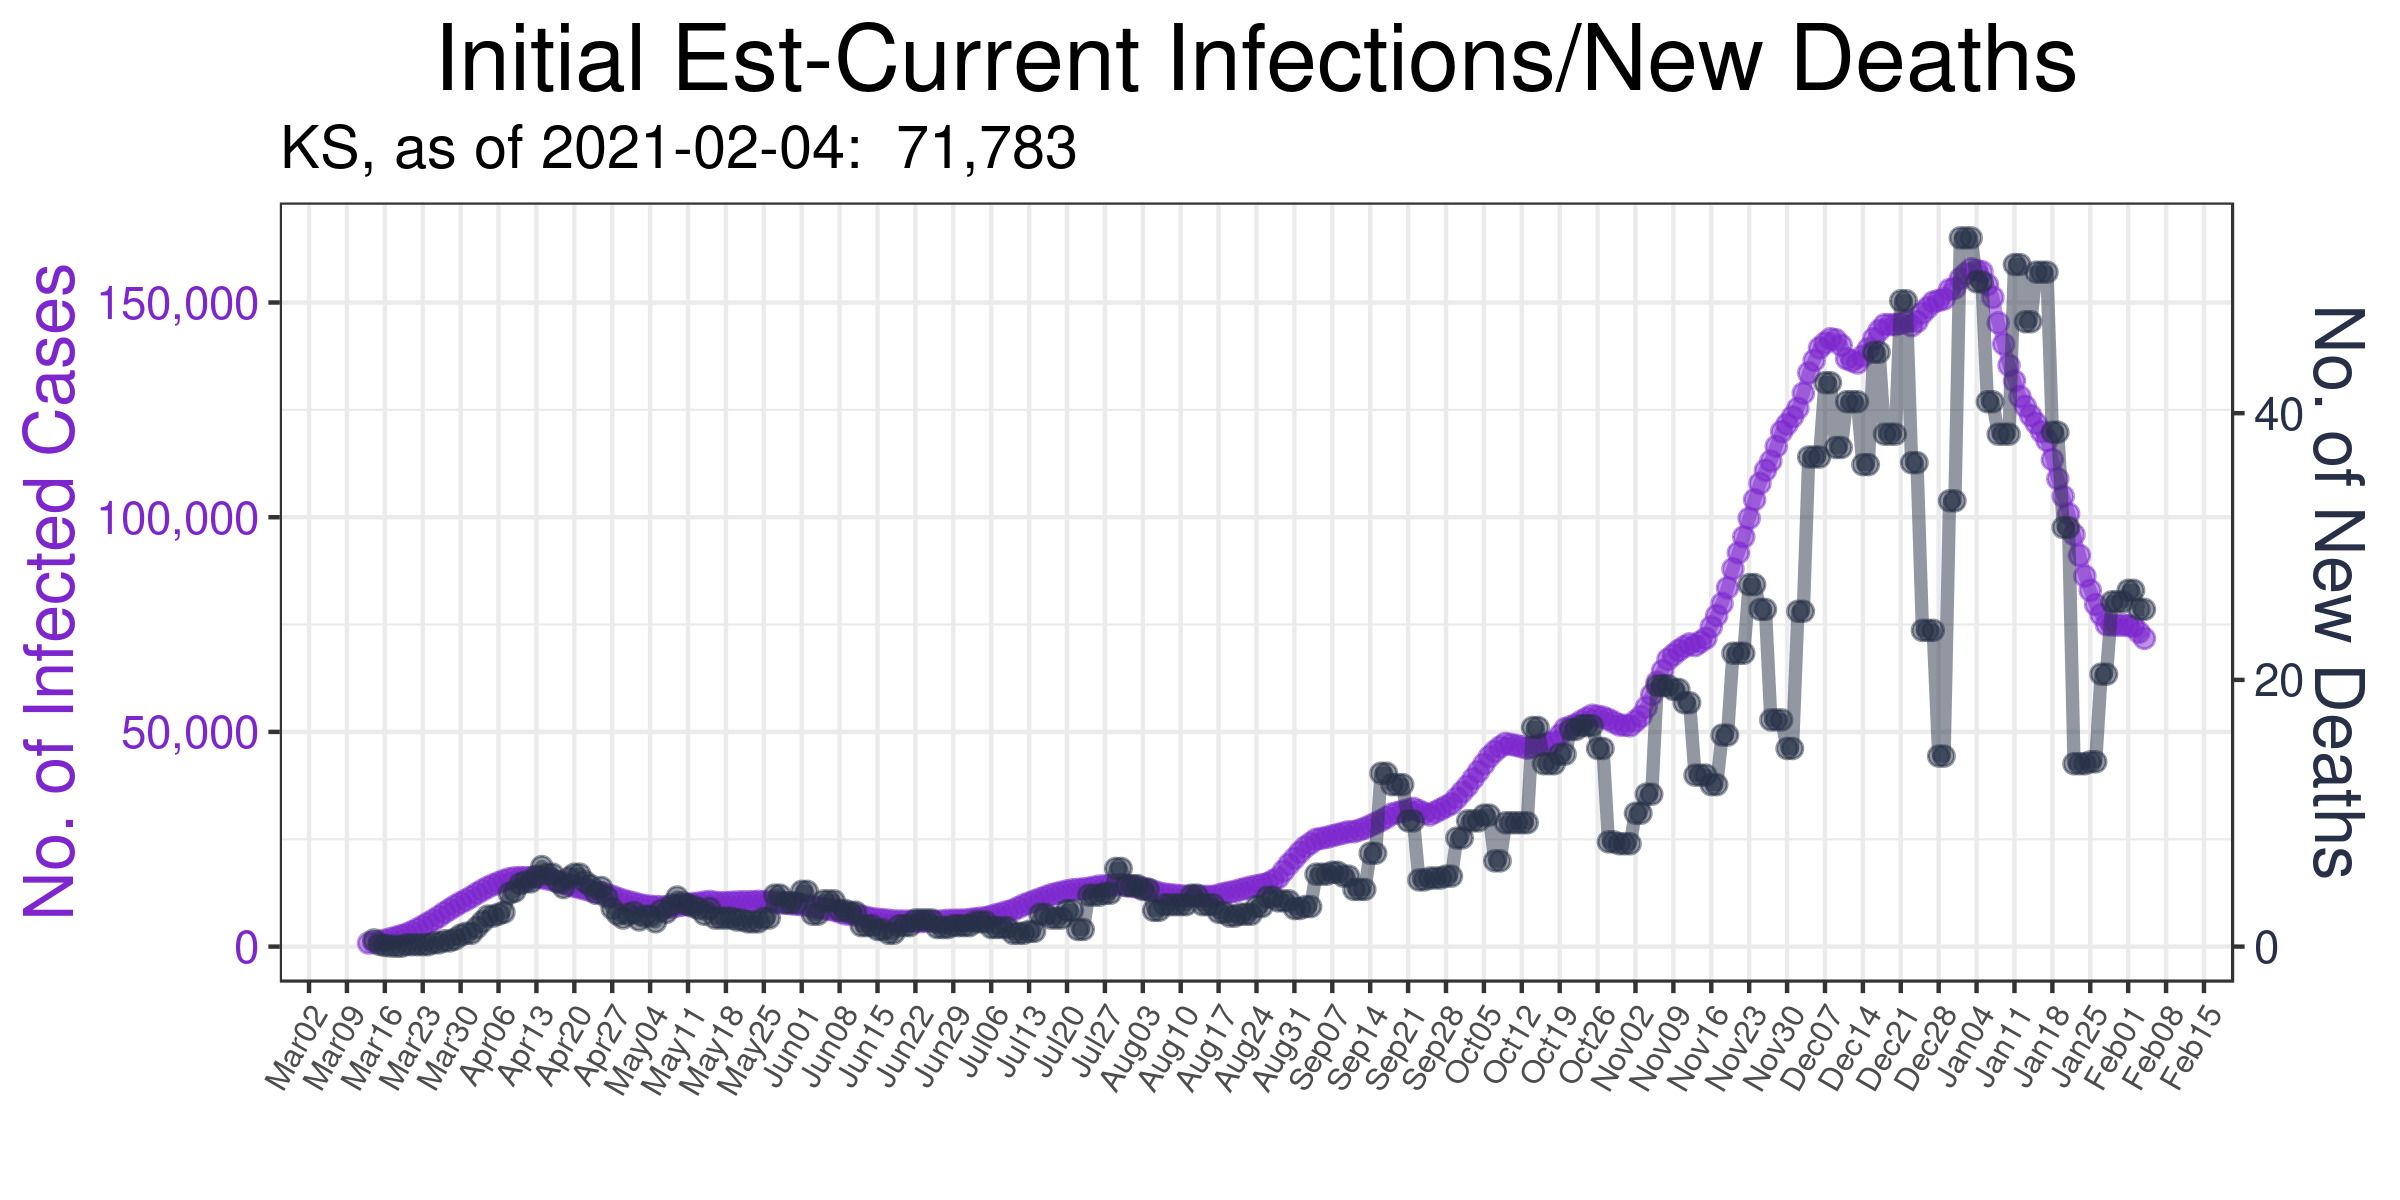 Initial Est-Current Infections/New Deaths
KS, as of 2021-02-04:  71,783
No. of Infected Cases
150,000
100,000
50,000
0
40
20
0
No. of New Deaths
Mar02
Mar09
Mar16
Mar23
Mar30
Apr06
Apr13
Apr20
Apr27
May04
May11
May18
May25
Jun01
Jun08
Jun15
Jun22
Jun29
Jul06
Jul13
Jul20
Jul27
Aug03
Aug10
Aug17
Aug24
Aug31
Sep07
Sep14
Sep21
Sep28
Oct05
Oct12
Oct19
Oct26
Nov02
Nov09
Nov16
Nov23
Nov30
Dec07
Dec14
Dec21
Dec28
Jan04
Jan11
Jan18
Jan25
Feb01
Feb08
Feb15